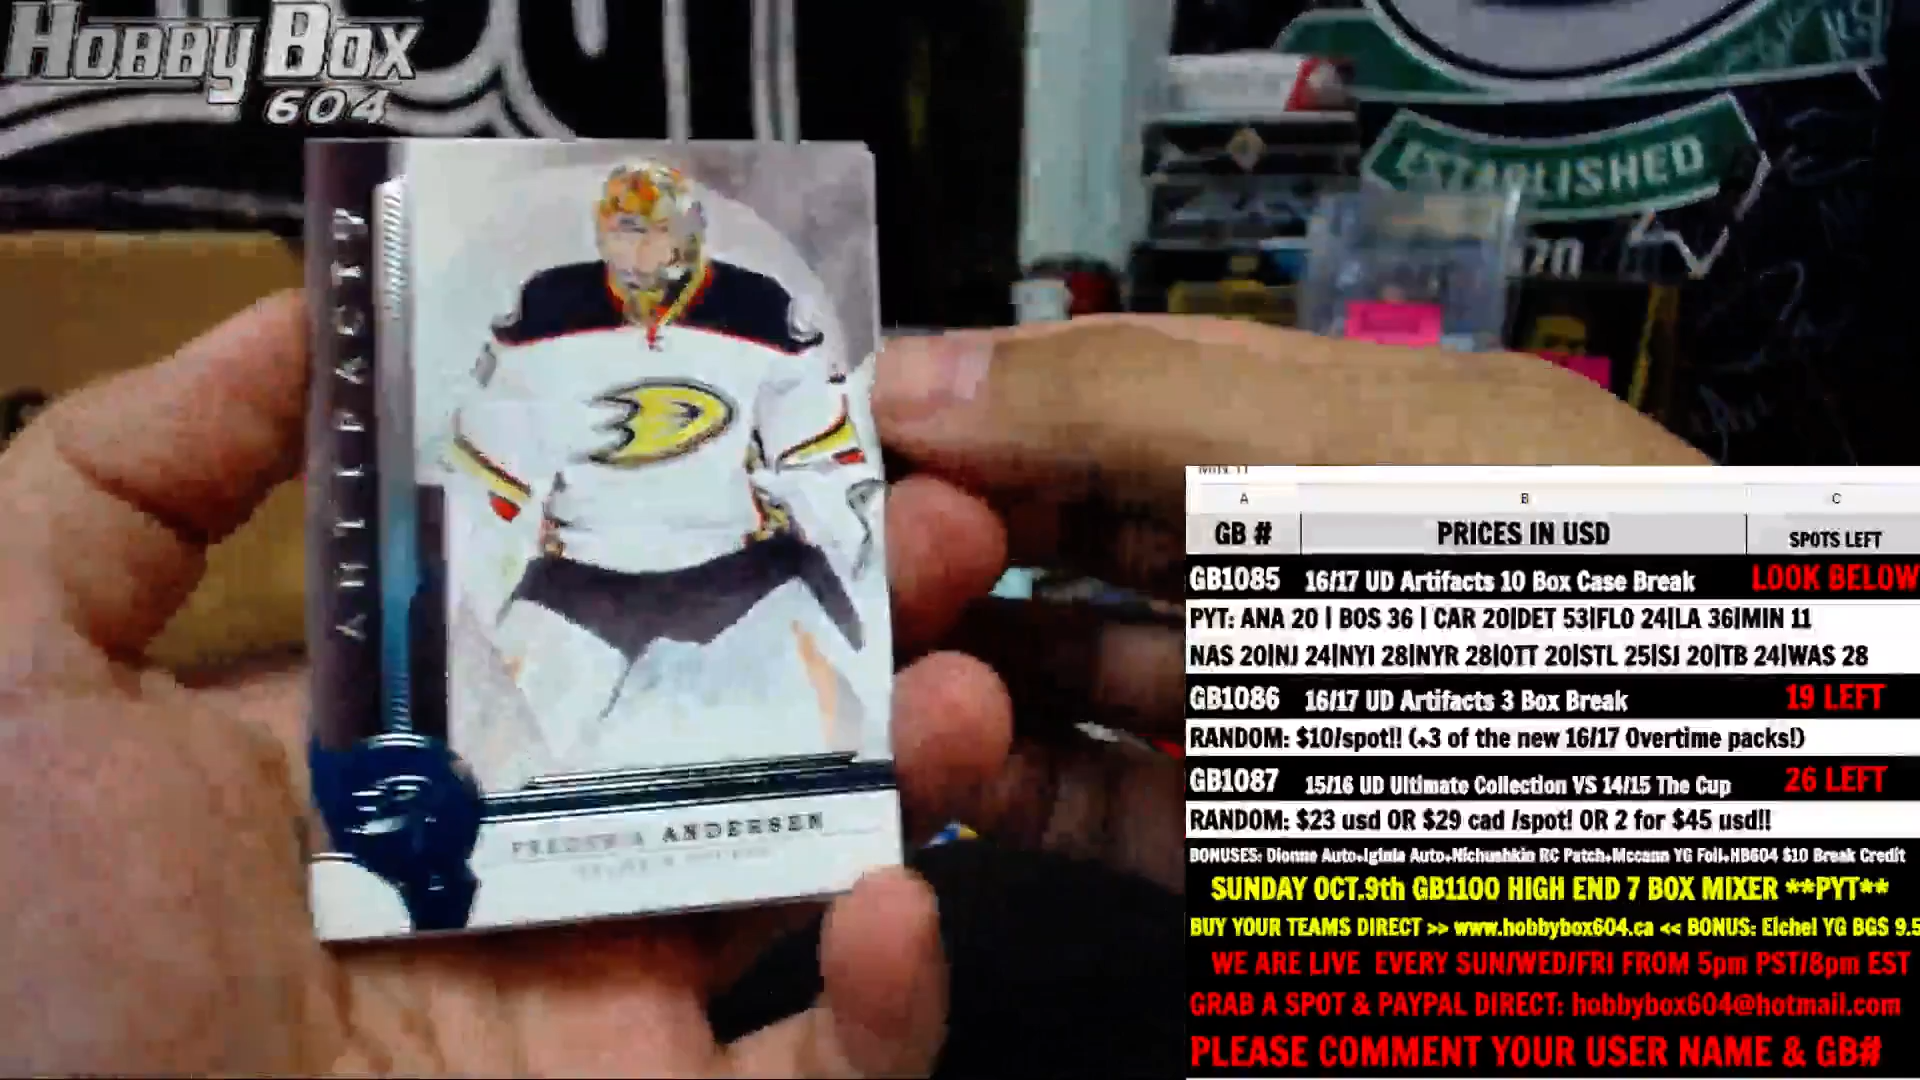 HOBBY BOX
604
ESTABLISHED
ARTIFACTS
ANDERSEN
MIN 11
A B C
GB # PRICES IN USD SPOTS LEFT
GB1085 16/17 UD Artifacts 10 Box Case Break LOOK BELOW
PYT: ANA 20 | BOS 36 | CAR 20|DET 53|FLO 24|LA 36|MIN 11
NAS 20|NJ 24|NYI 28|NYR 28|OTT 20|STL 25|SJ 20|TB 24|WAS 28
GB1086 16/17 UD Artifacts 3 Box Break 19 LEFT
RANDOM: $10/spot!! (+3 of the new 16/17 Overtime packs!)
GB1087 15/16 UD Ultimate Collection VS 14/15 The Cup 26 LEFT
RANDOM: $23 usd OR $29 cad /spot! OR 2 for $45 usd!!
BONUSES: Dionne Auto+Iginla Auto+Nichushkin RC Patch+Mccann YG Foil+HB604 $10 Break Credit
SUNDAY OCT.9th GB1100 HIGH END 7 BOX MIXER **PYT**
BUY YOUR TEAMS DIRECT >> www.hobbybox604.ca << BONUS: Eichel YG BGS 9.5
WE ARE LIVE EVERY SUN/WED/FRI FROM 5pm PST/8pm EST
GRAB A SPOT & PAYPAL DIRECT: hobbybox604@hotmail.com
PLEASE COMMENT YOUR USER NAME & GB#